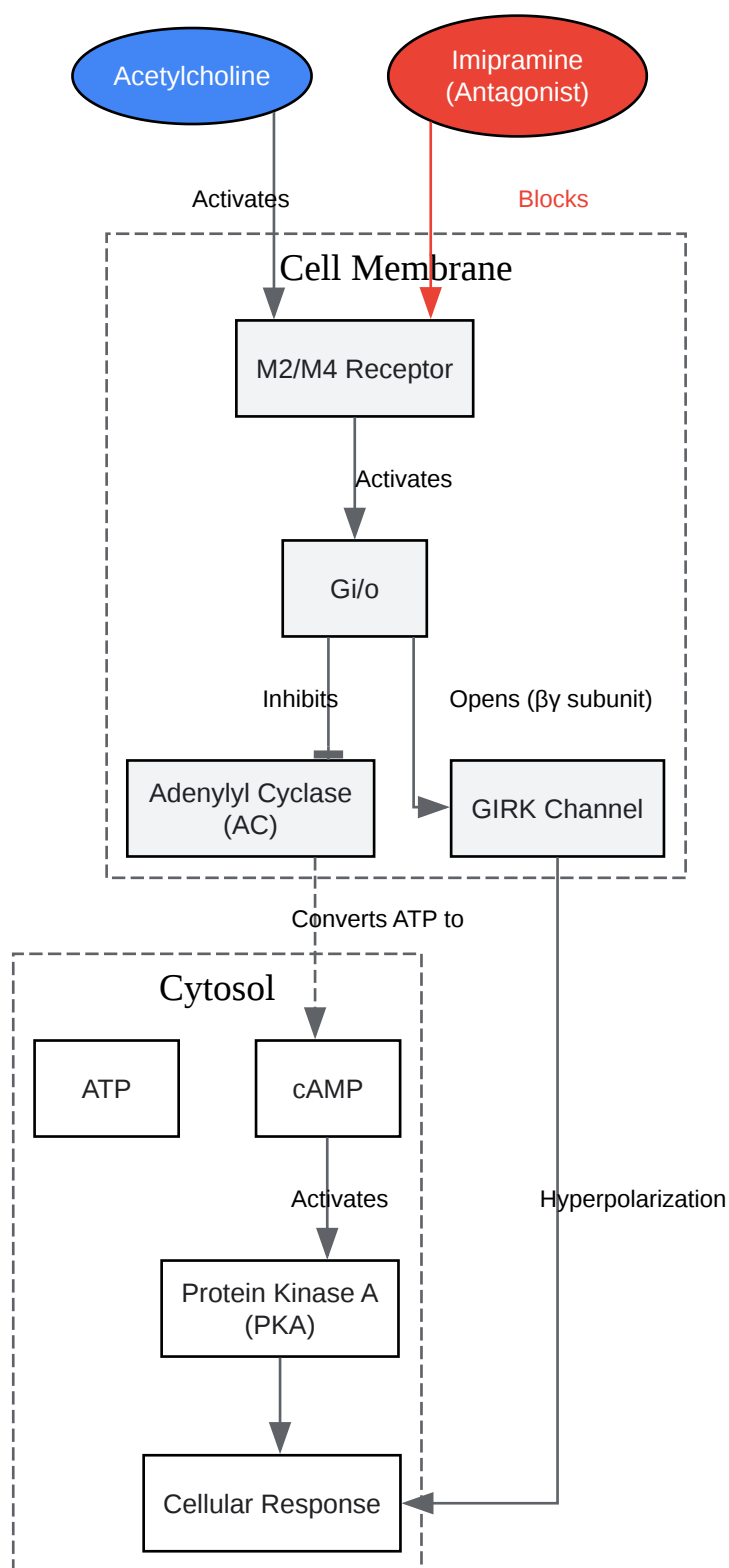 Acetylcholine
Imipramine
(Antagonist)
Activates
Blocks
Cell Membrane
M2/M4 Receptor
Activates
Gi/o
Inhibits
Opens (βγ subunit)
Adenylyl Cyclase
(AC)
GIRK Channel
Converts ATP to
Cytosol
ATP
cAMP
Activates
Hyperpolarization
Protein Kinase A
(PKA)
Cellular Response